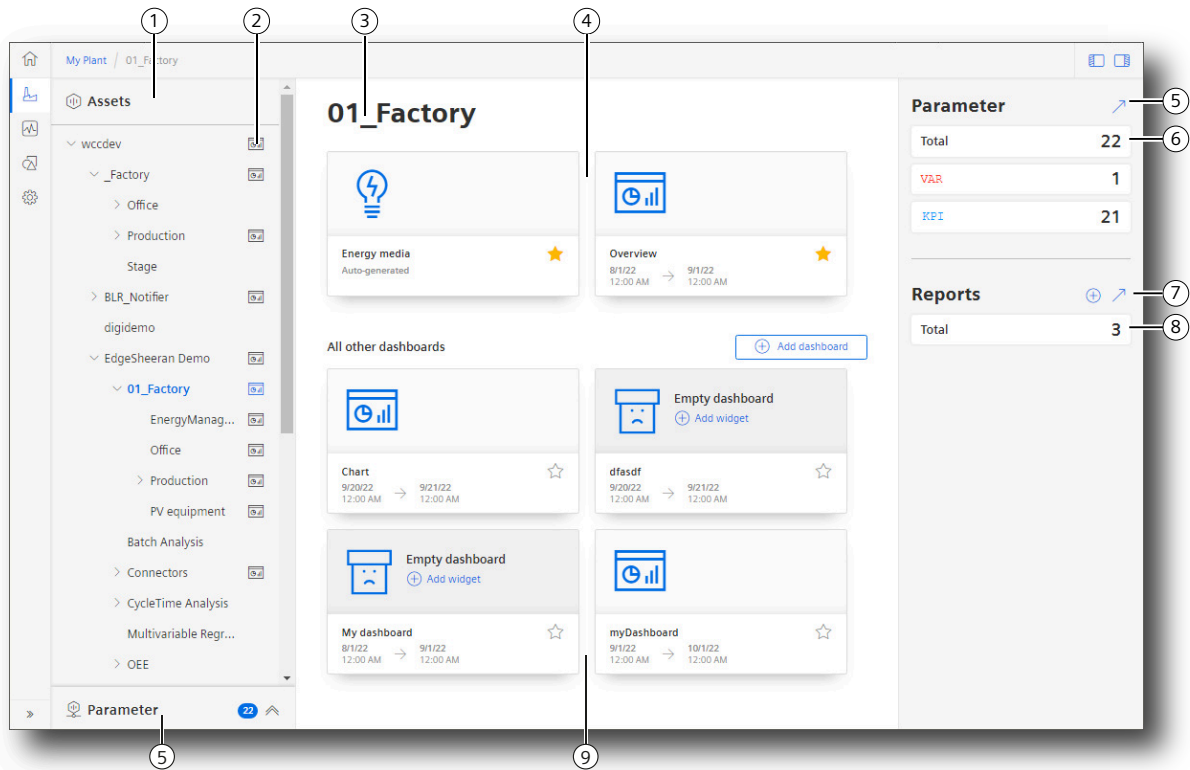 1
2
3
4
My Plant / 01_Factory
Assets
wccdev
_Factory
Office
Production
Stage
BLR_Notifier
digidemo
EdgeSheeran Demo
01_Factory
EnergyManag...
Office
Production
PV equipment
Batch Analysis
Connectors
CycleTime Analysis
Multivariable Regr...
OEE
Parameter 22
5
01_Factory
Energy media
Auto-generated
Overview
8/1/22 9/1/22
12:00 AM 12:00 AM
All other dashboards
Add dashboard
Chart
9/20/22 9/21/22
12:00 AM 12:00 AM
Empty dashboard
Add widget
dfasdf
9/20/22 9/21/22
12:00 AM 12:00 AM
Empty dashboard
Add widget
My dashboard
8/1/22 9/1/22
12:00 AM 12:00 AM
myDashboard
9/1/22 10/1/22
12:00 AM 12:00 AM
9
Parameter 5
Total 22 6
VAR 1
KPI 21
Reports 7
Total 3 8